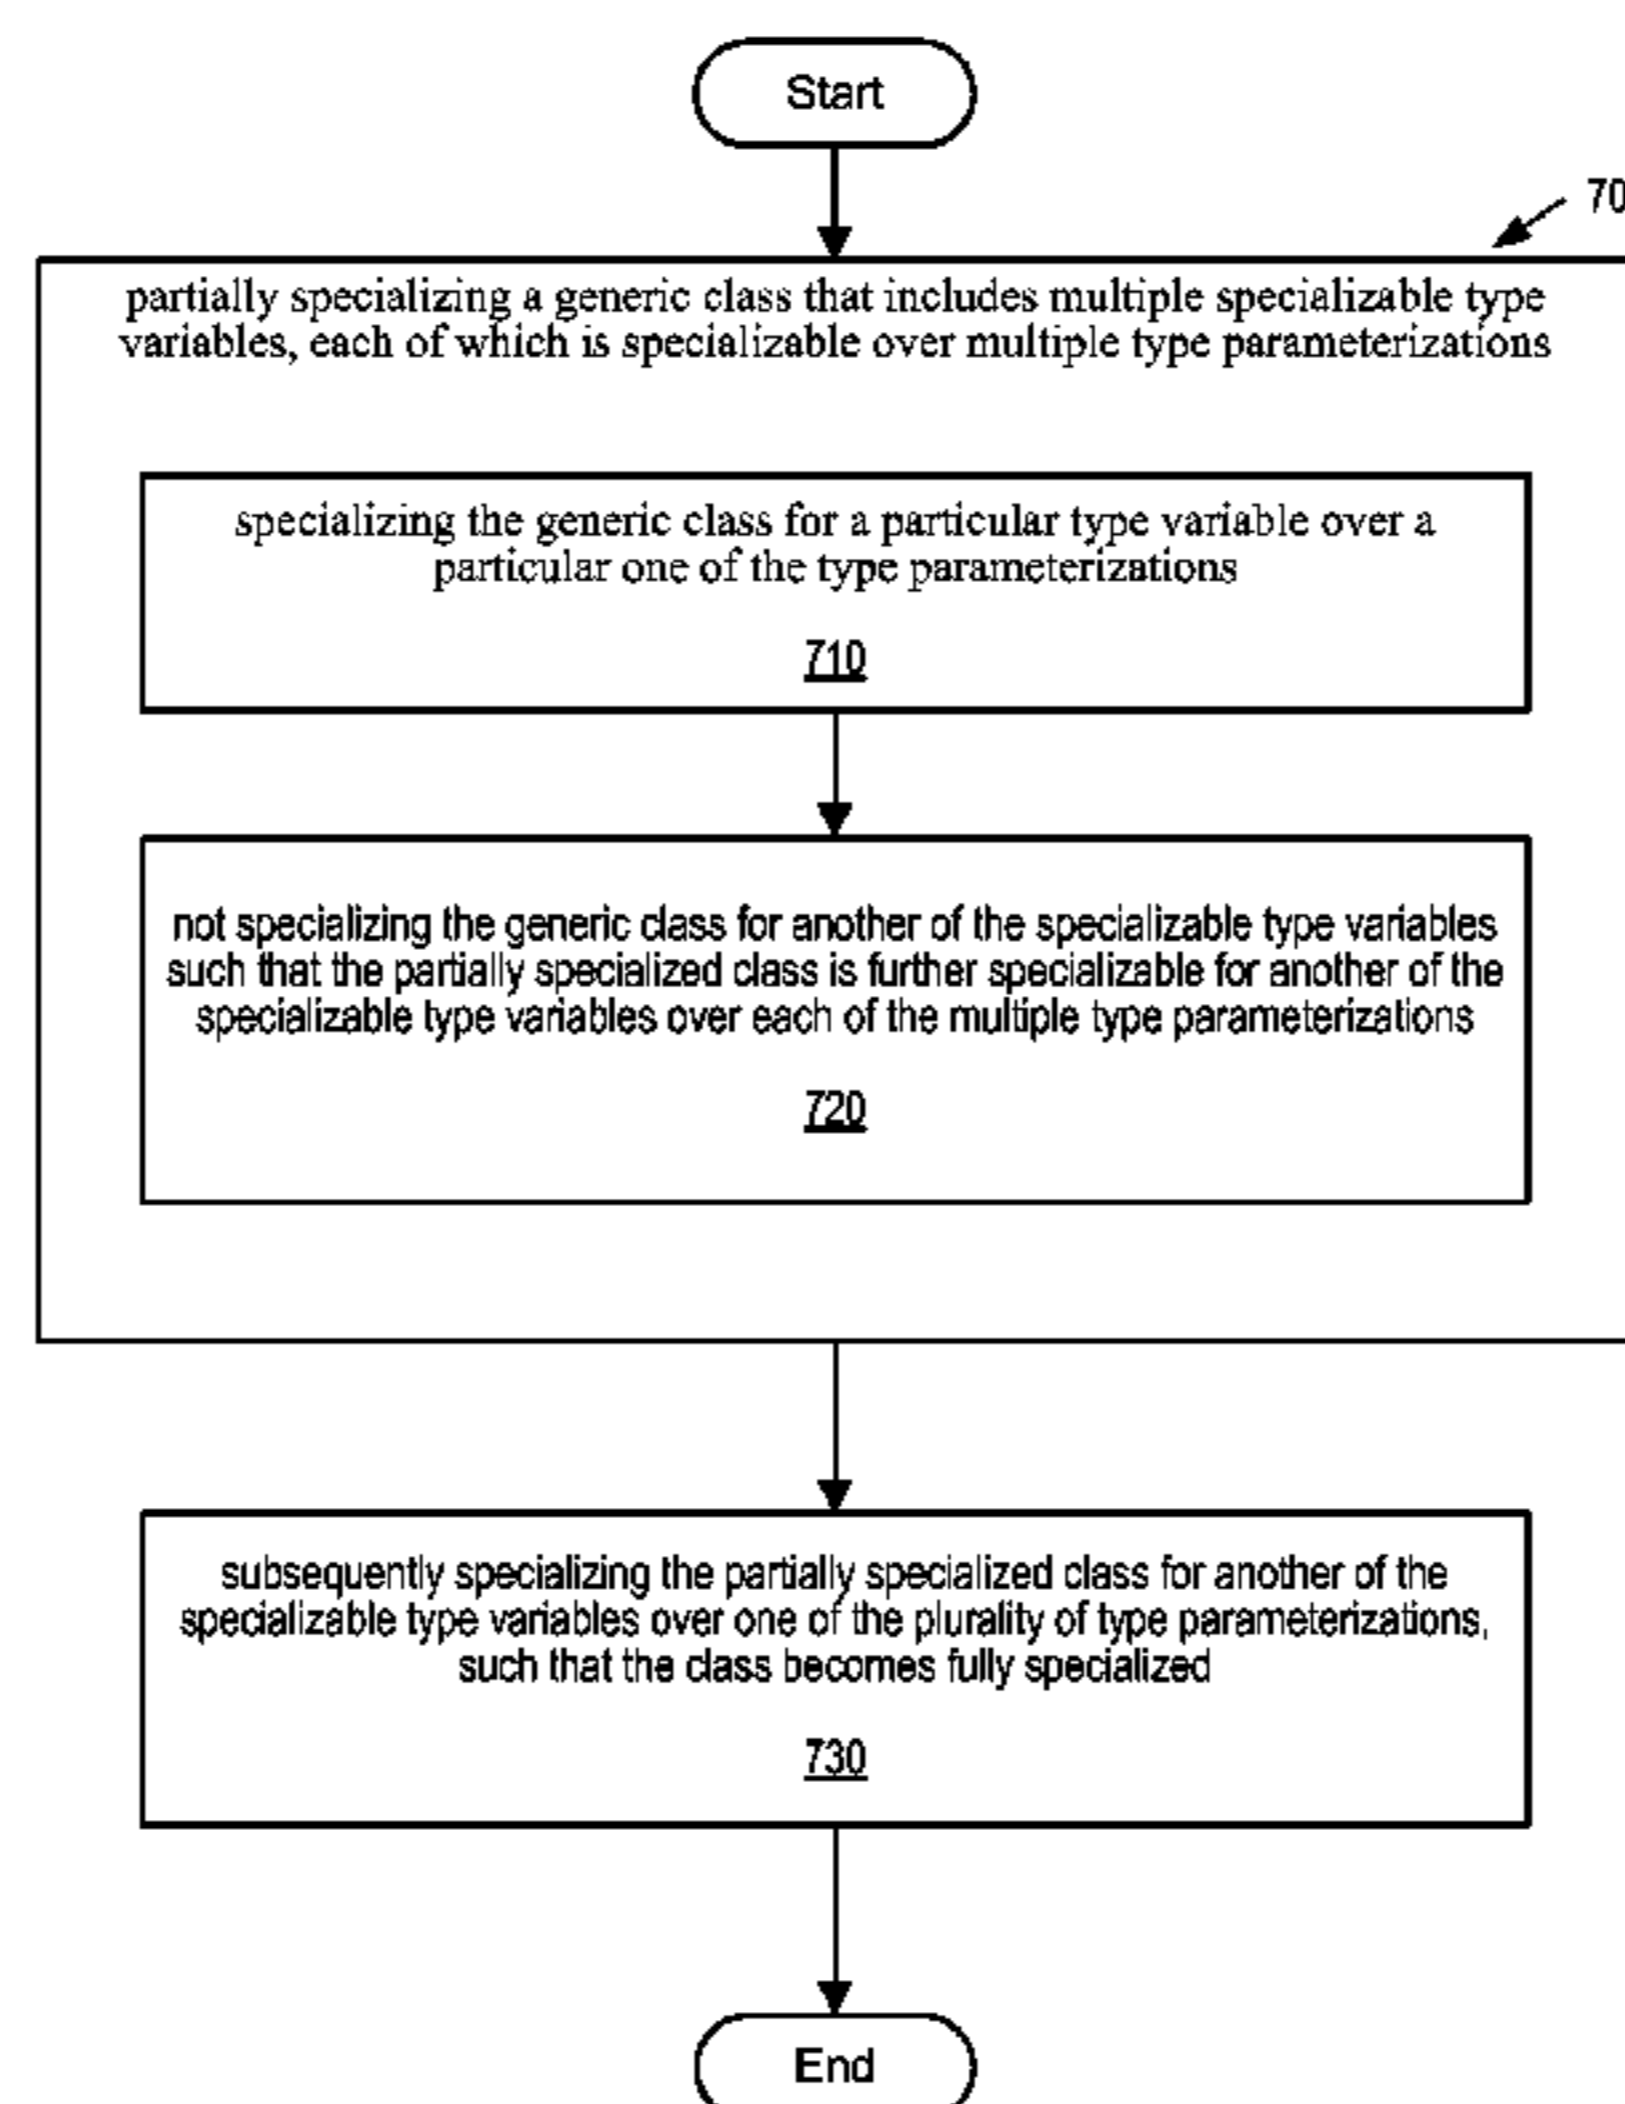 Start
70
partially specializing a generic class that includes multiple specializable type
variables, each of which is specializable over multiple type parameterizations
specializing the generic class for a particular type variable over a
particular one of the type parameterizations
710
not specializing the generic class for another of the specializable type variables
such that the partially specialized class is further specializable for another of the
specializable type variables over each of the multiple type parameterizations
720
subsequently specializing the partially specialized class for another of the
specializable type variables over one of the plurality of type parameterizations,
such that the class becomes fully specialized
730
End